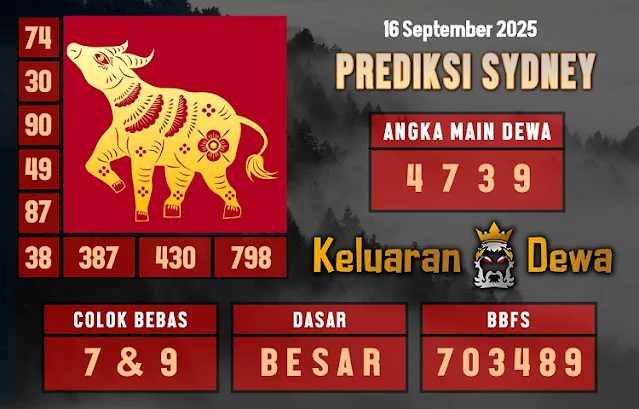 16 September 2025
PREDIKSI SYDNEY
74
30
90
49
87
38 387 430 798
ANGKA MAIN DEWA
4 7 3 9
Keluaran Dewa
COLOK BEBAS
7 & 9
DASAR
BESAR
BBFS
703489